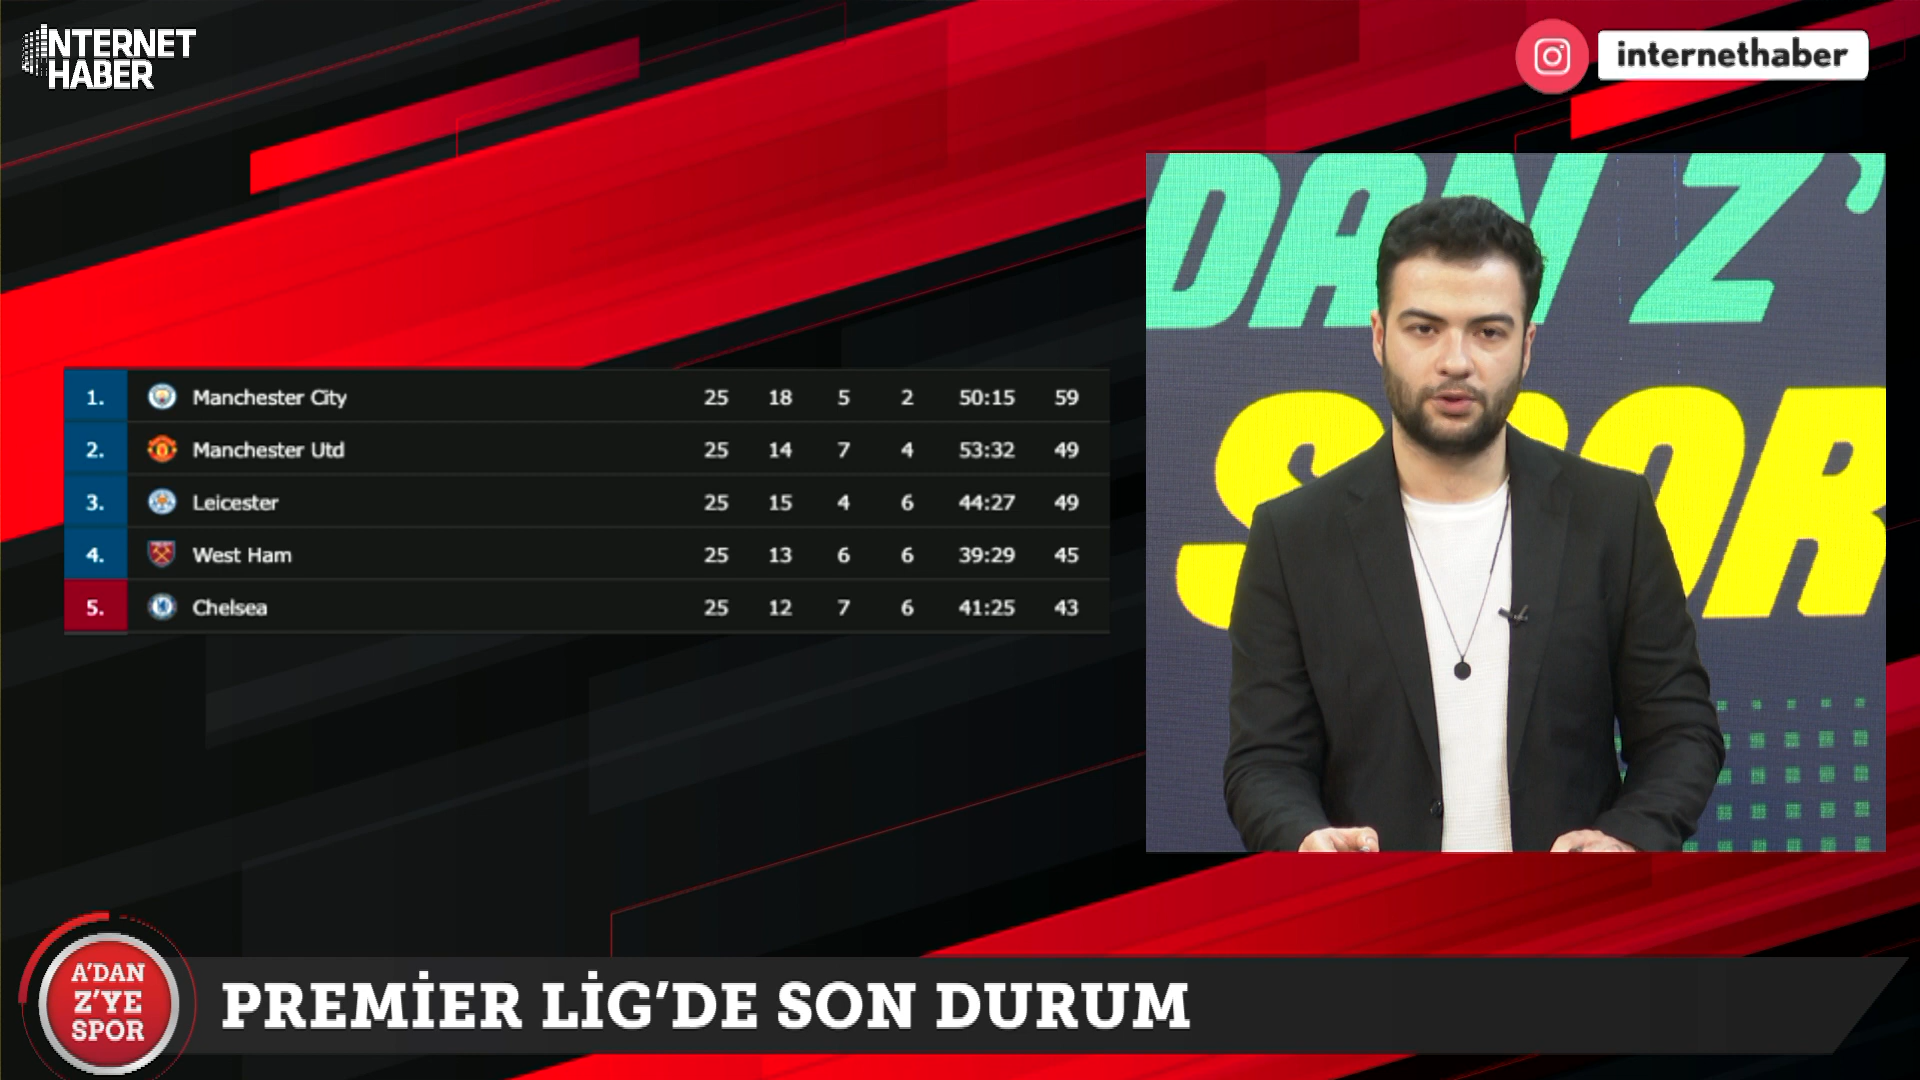 İNTERNET
HABER
internethaber
DAN Z'
SPOR
1. Manchester City 25 18 5 2 50:15 59
2. Manchester Utd 25 14 7 4 53:32 49
3. Leicester 25 15 4 6 44:27 49
4. West Ham 25 13 6 6 39:29 45
5. Chelsea 25 12 7 6 41:25 43
A'DAN
Z'YE
SPOR
PREMİER LİG'DE SON DURUM